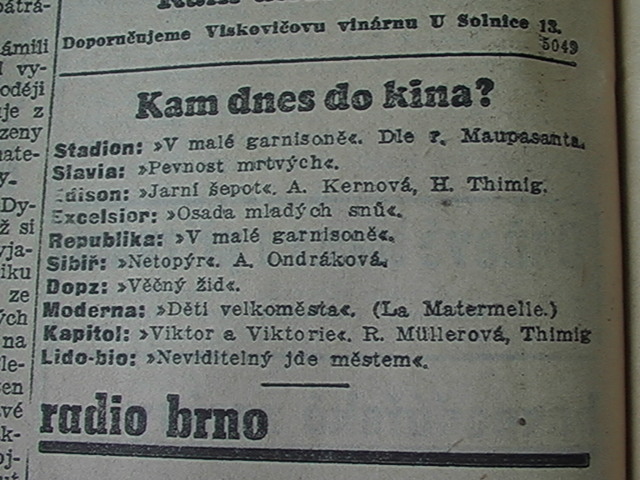 Doporučujeme Viskovičovu vinárnu U Solnice 13.
5049
Kam dnes do kina?
Stadion: »V malé garnisoně«. Dle r. Maupasanta.
Slavia: »Pevnost mrtvých«.
Edison: »Jarní šepot«. A. Kernová, H. Thimig.
Excelsior: »Osada mladých snů«.
Republika: »V malé garnisoně«.
Sibiř: »Netopýr«. A. Ondráková.
Dopz: »Věčný žid«.
Moderna: »Děti velkoměsta«. (La Matermelle.)
Kapitol: »Viktor a Viktorie«. R. Müllerová, Thimig
Lido-bio: »Neviditelný jde městem«.
radio brno